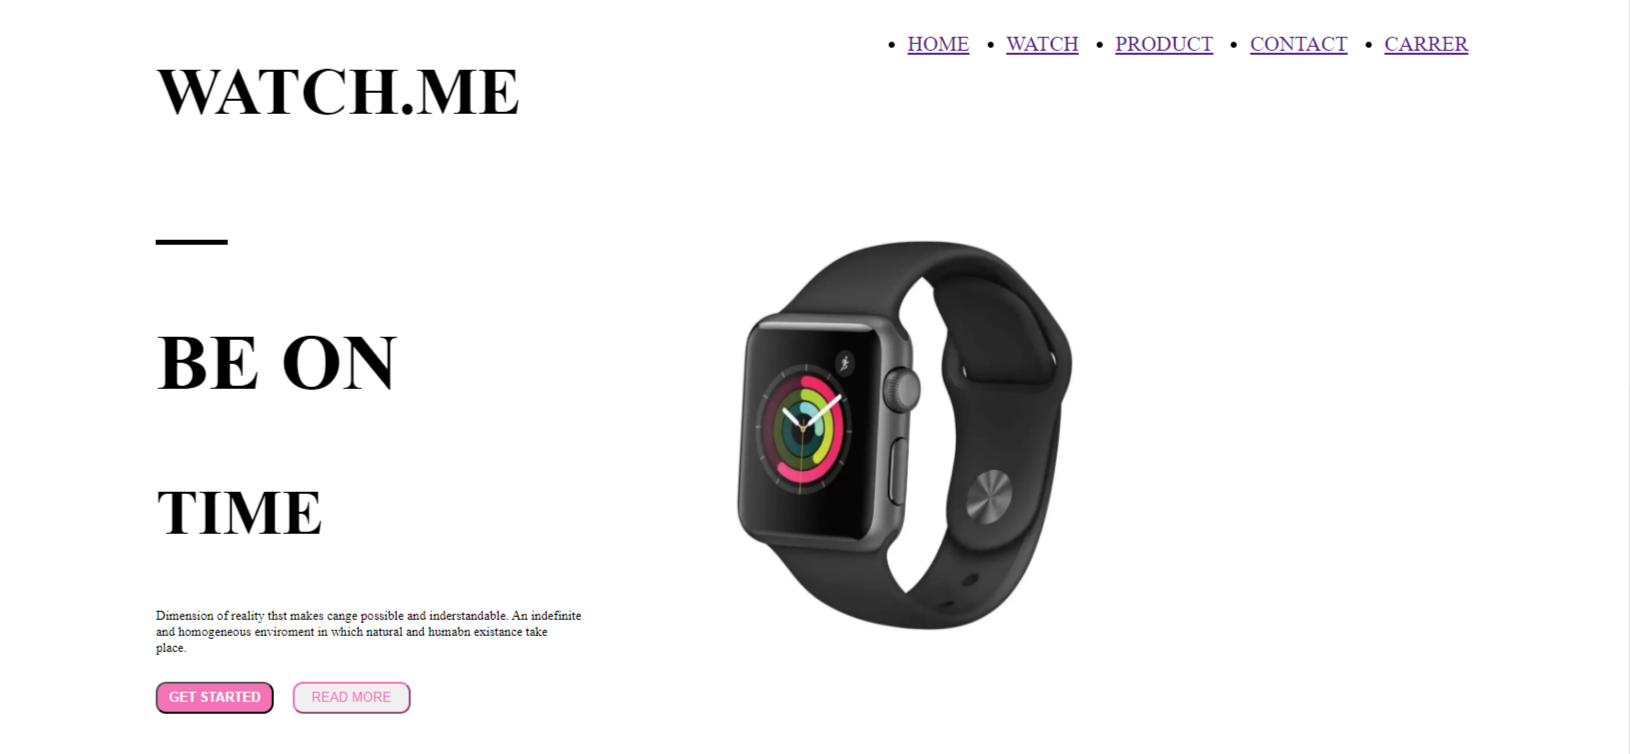 HOME WATCH PRODUCT CONTACT CARRER
WATCH.ME
BE ON
TIME
Dimension of reality thst makes cange possible and inderstandable. An indefinite
and homogeneous enviroment in which natural and humabn existance take
place.
GET STARTED READ MORE